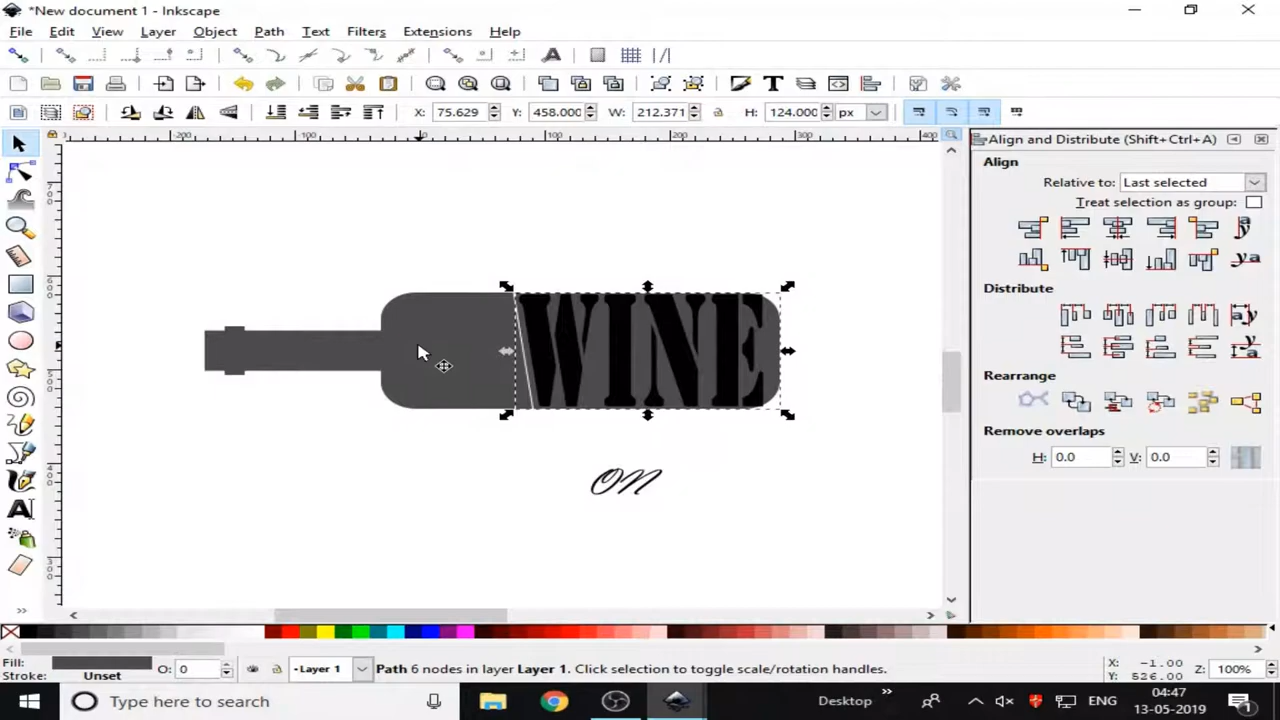 *New document 1 - Inkscape
File Edit View Layer Object Path Text Filters Extensions Help
X: 75.629 Y: 458.000 W: 212.371 H: 124.000 px
Align and Distribute (Shift+Ctrl+A)
Align
Relative to: Last selected
Treat selection as group:
Distribute
Rearrange
Remove overlaps
H: 0.0 V: 0.0
WINE
ON
Fill:
Stroke: Unset
O: 0
Layer 1
Path 6 nodes in layer Layer 1. Click selection to toggle scale/rotation handles.
X: -1.00
Y: 526.00
Z: 100%
Type here to search
Desktop
ENG
04:47
13-05-2019
1